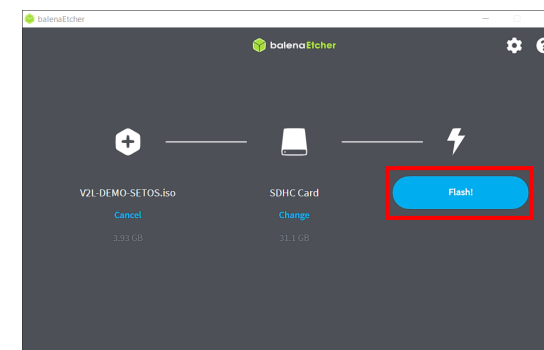 balenaEtcher
balenaEtcher
V2L-DEMO-SETOS.iso
SDHC Card
Flash!
Cancel
Change
3.93 GB
31.1 GB